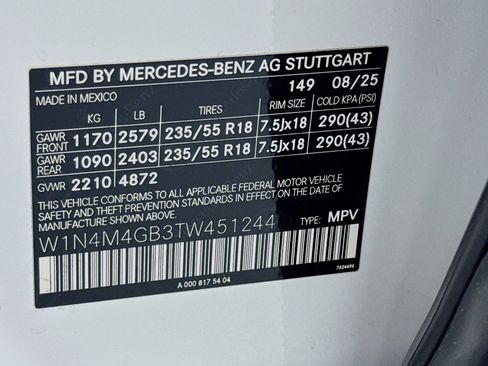 MFD BY MERCEDES-BENZ AG STUTTGART
MADE IN MEXICO 149 08/25
KG LB TIRES RIM SIZE COLD KPA (PSI)
GAWR FRONT 1170 2579 235/55 R18 7.5Jx18 290(43)
GAWR REAR 1090 2403 235/55 R18 7.5Jx18 290(43)
GVWR 2210 4872
THIS VEHICLE CONFORMS TO ALL APPLICABLE FEDERAL MOTOR VEHICLE
SAFETY AND THEFT PREVENTION STANDARDS IN EFFECT ON THE DATE OF
MANUFACTURE SHOWN ABOVE.
W1N4M4GB3TW451244 TYPE: MPV
A 000 817 54 04